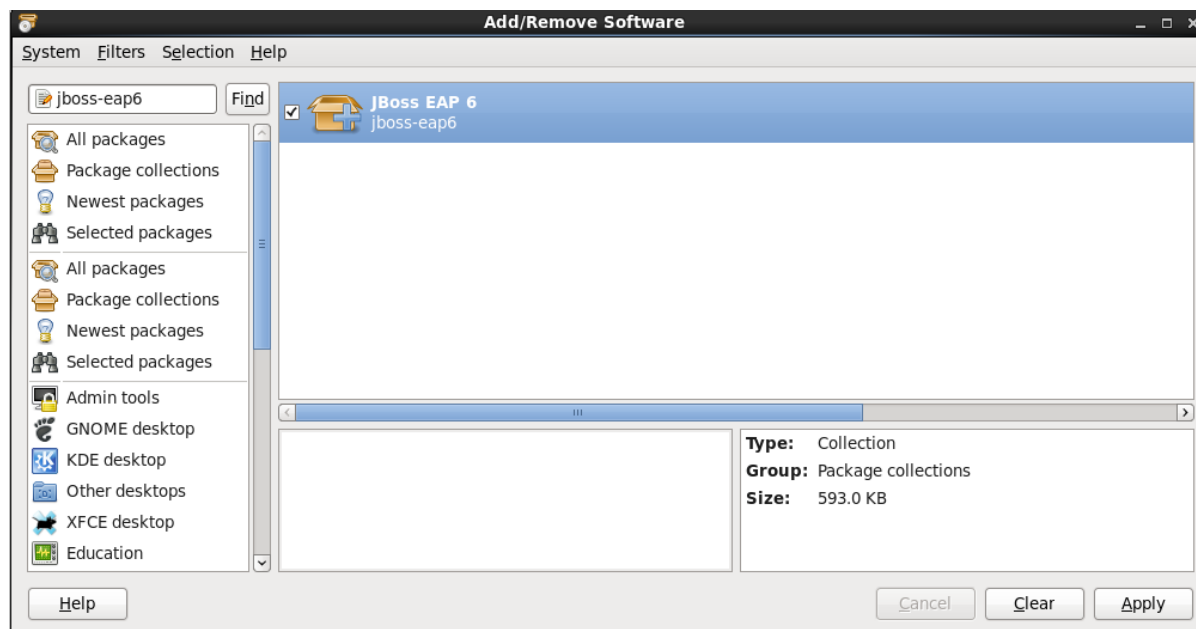 Add/Remove Software
System Filters Selection Help
jboss-eap6 Find
All packages
Package collections
Newest packages
Selected packages
All packages
Package collections
Newest packages
Selected packages
Admin tools
GNOME desktop
KDE desktop
Other desktops
XFCE desktop
Education
JBoss EAP 6
jboss-eap6
Type: Collection
Group: Package collections
Size: 593.0 KB
Help Cancel Clear Apply